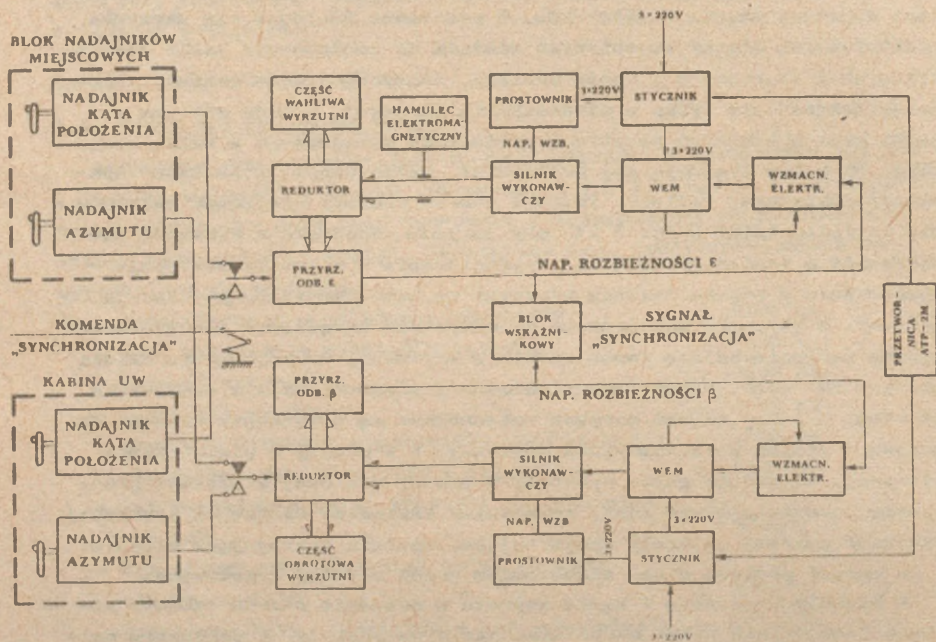 3×220V
BLOK NADAJNIKÓW
MIEJSCOWYCH
NADAJNIK
KĄTA
POŁOŻENIA
CZĘŚĆ
WAHLIWA
WYRZUTNI
HAMULEC
ELEKTROMA-
GNETYCZNY
PROSTOWNIK
3×220V
STYCZNIK
NAP. WZB.
3×220V
REDUKTOR
SILNIK
WYKONAW-
CZY
WEM
WZMACN.
ELEKTR.
NADAJNIK
AZYMUTU
PRZYRZ.
ODB. ε
NAP. ROZBIEŻNOŚCI ε
KOMENDA
„SYNCHRONIZACJA”
BLOK
WSKAŹNI-
KOWY
SYGNAŁ
„SYNCHRONIZACJA”
PRZETWOR-
NICA
ATP-2M
KABINA UW
PRZYRZ.
ODB. β
NAP. ROZBIEŻNOŚCI β
NADAJNIK
KĄTA
POŁOŻENIA
REDUKTOR
SILNIK
WYKONAW-
CZY
WEM
WZMACN.
ELEKTR.
NAP. WZB
3×220V
3×220V
NADAJNIK
AZYMUTU
CZĘŚĆ
OBROTOWA
WYRZUTNI
PROSTOWNIK
STYCZNIK
3×220V